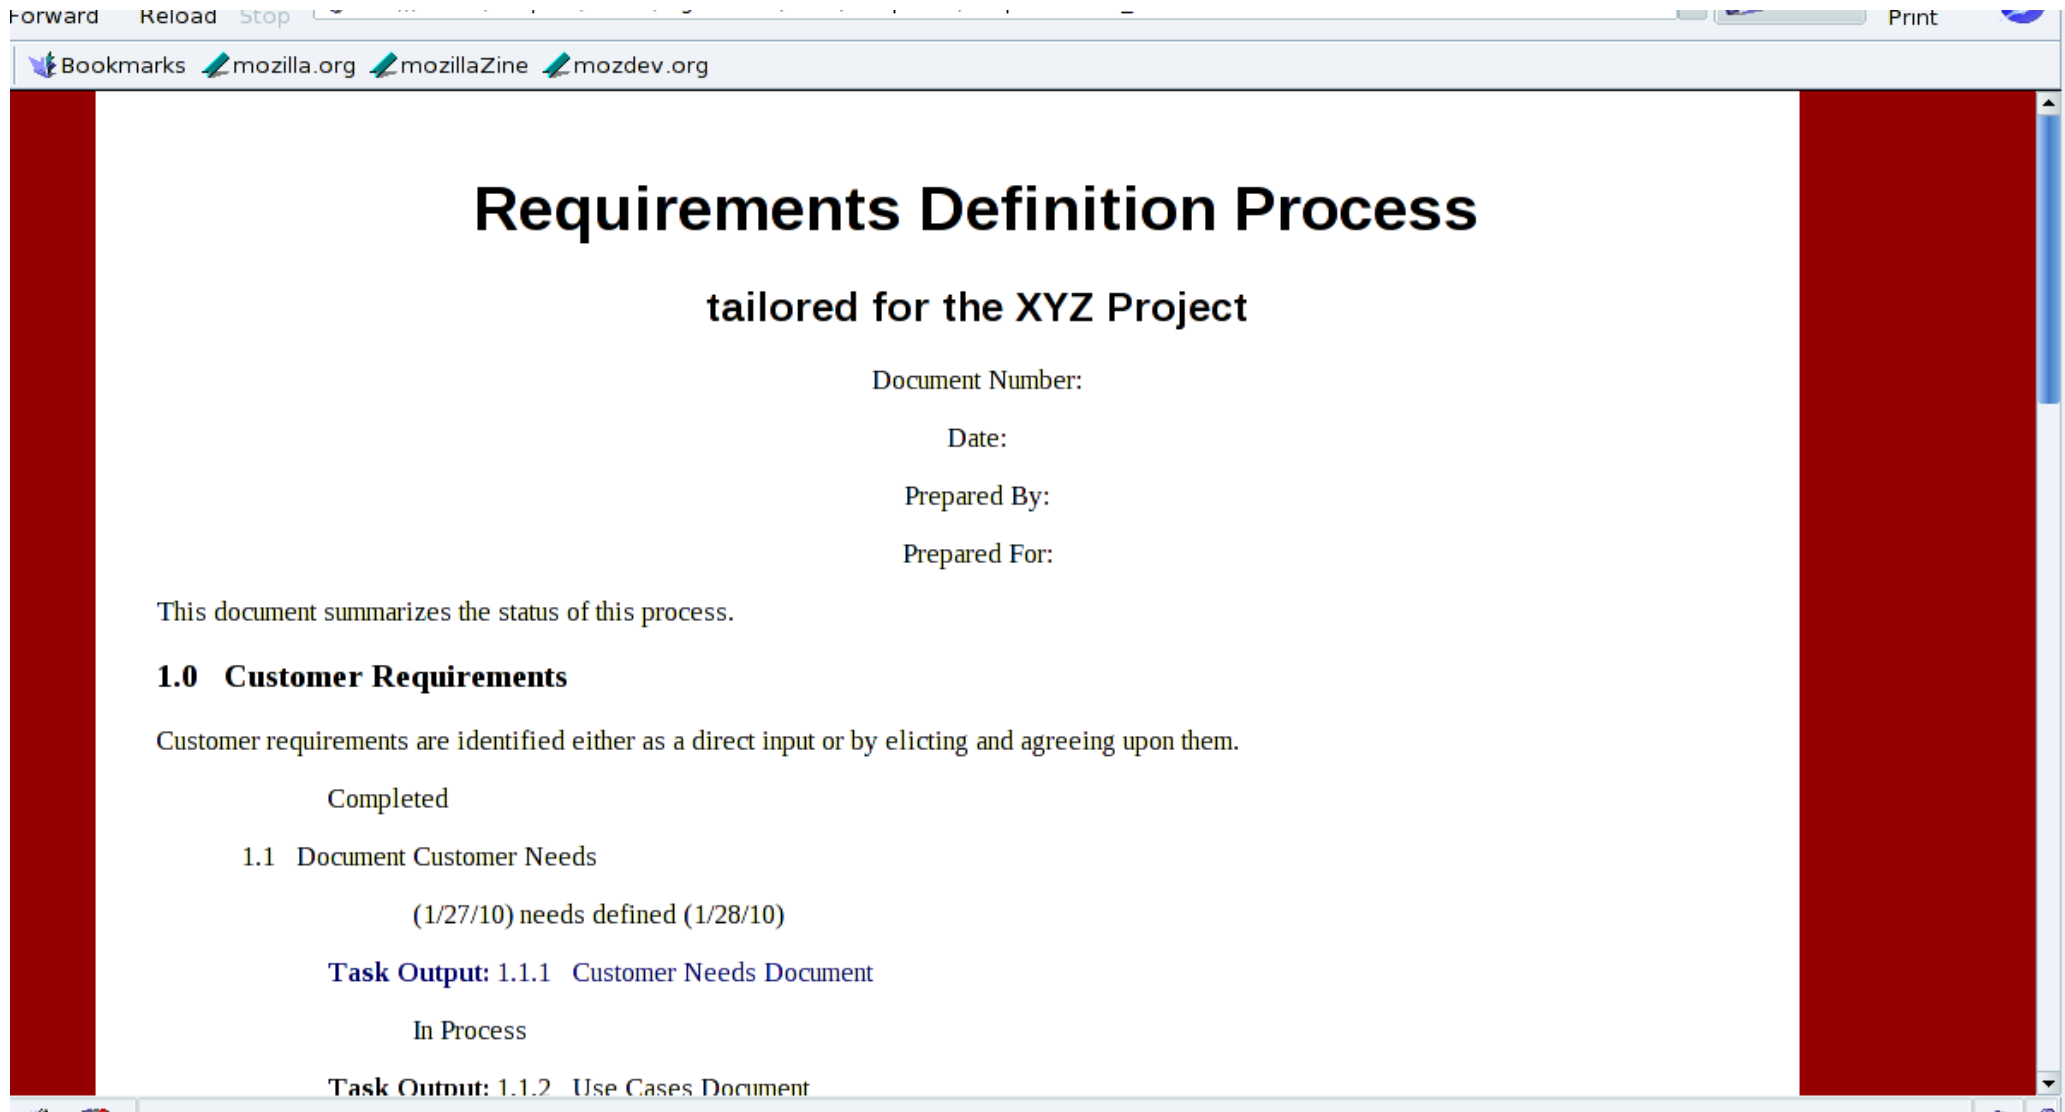 Forward Reload Stop Print
Bookmarks mozilla.org mozillaZine mozdev.org
Requirements Definition Process
tailored for the XYZ Project
Document Number:
Date:
Prepared By:
Prepared For:
This document summarizes the status of this process.
1.0 Customer Requirements
Customer requirements are identified either as a direct input or by elicting and agreeing upon them.
Completed
1.1 Document Customer Needs
(1/27/10) needs defined (1/28/10)
Task Output: 1.1.1 Customer Needs Document
In Process
Task Output: 1.1.2 Use Cases Document